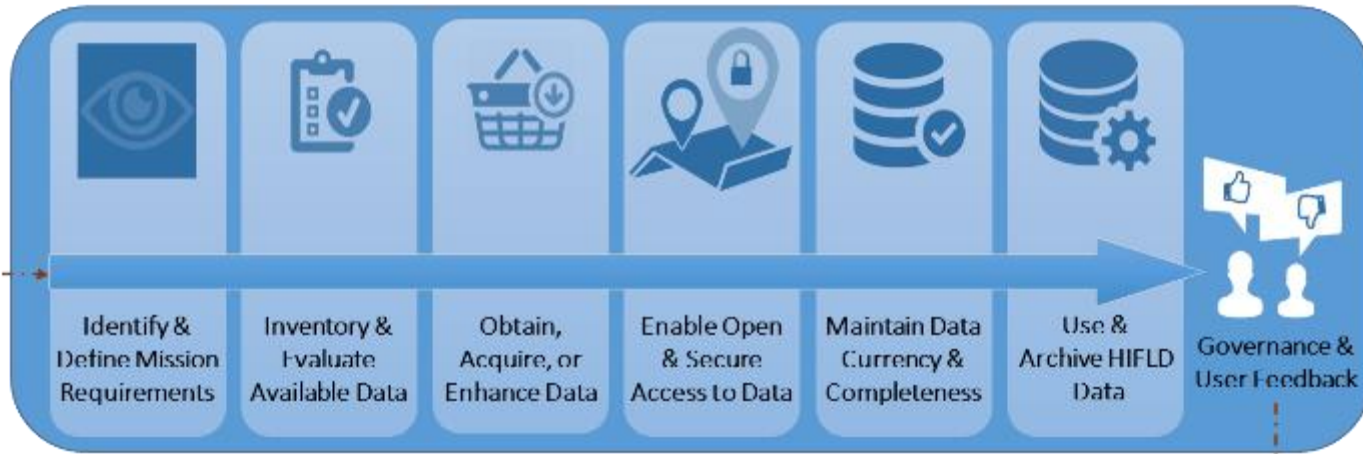 Identify &
Define Mission
Requirements
Inventory &
Evaluate
Available Data
Obtain,
Acquire, or
Enhance Data
Enable Open
& Secure
Access to Data
Maintain Data
Currency &
Completeness
Use &
Archive HIFLD
Data
Governance &
User Feedback